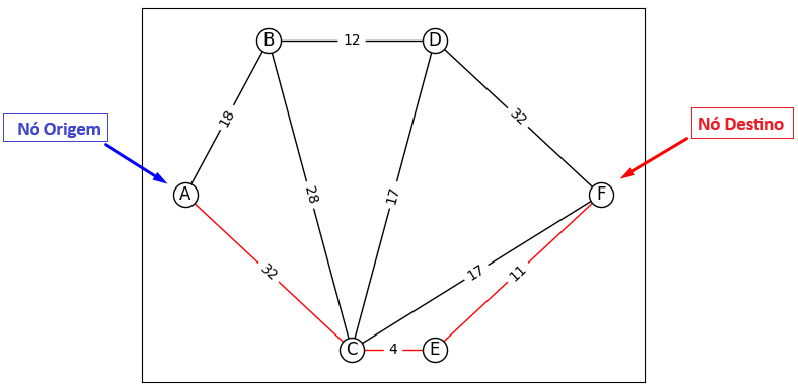 B
12
D
18
32
Nó Origem
Nó Destino
A
28
17
F
32
17
11
C
4
E